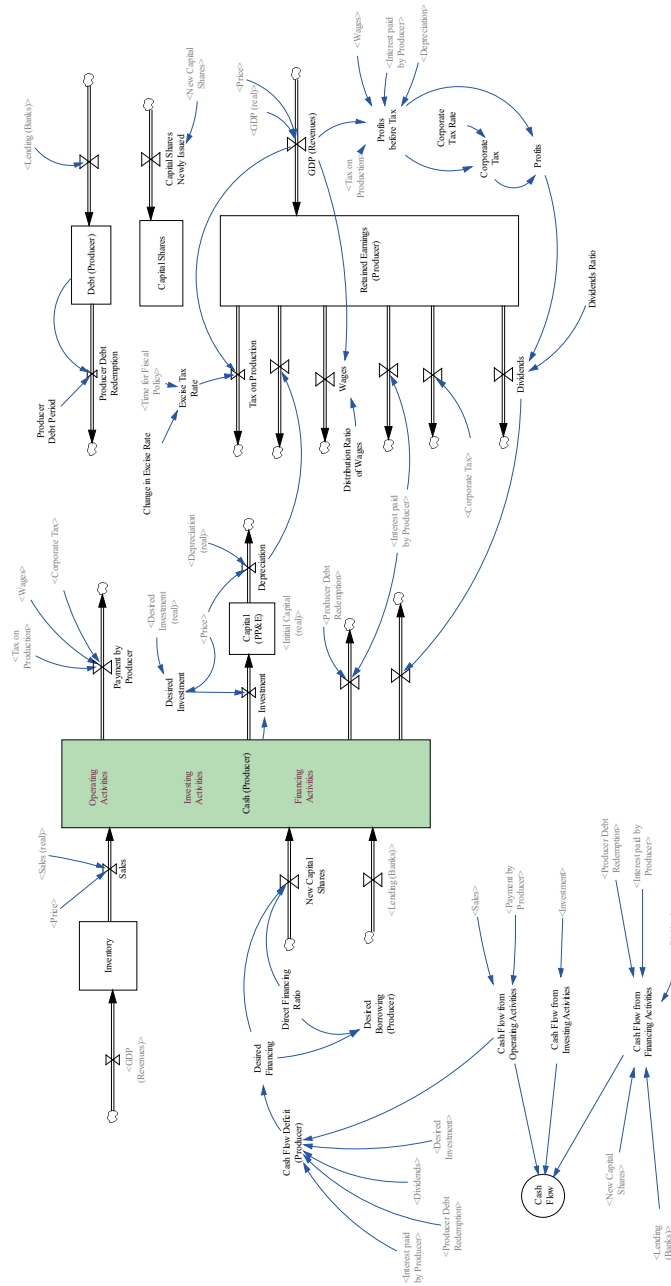 <GDP
(Revenues)
Inventory
<Price>
<Sales (real)>
Sales
Operating
Activities
Investing
Activities
Cash (Producer)
Financing
Activities
<Tax on
Production>
<Wages>
<Corporate Tax>
Payment by
Producer
<Desired
Investment
(real)>
Desired
Investment
<Price>
Investment
Capital
(PP&E)
<Initial Capital
(real)>
<Depreciation
(real)>
Depreciation
<Producer Debt
Redemption>
<Interest paid
by Producer>
Producer
Debt Period
Producer Debt
Redemption
Debt (Producer)
<Lending (Banks)>
Capital Shares
Capital Shares
Newly Issued
<New Capital
Shares>
Change in Excise Rate
<Time for Fiscal
Policy>
Excise Tax
Rate
Tax on Production
Distribution Ratio
of Wages
Wages
<Corporate Tax>
Dividends
Dividends Ratio
Retained Earnings
(Producer)
<GDP (real)>
<Price>
GDP (Revenues)
<Tax on
Production>
<Wages>
<Interest paid
by Producer>
<Depreciation>
Profits
before Tax
Corporate
Tax Rate
Corporate
Tax
Profits
New Capital
Shares
<Lending (Banks)>
Desired
Financing
Direct Financing
Ratio
Desired
Borrowing
(Producer)
Cash Flow Deficit
(Producer)
<Interest paid
by Producer>
<Producer Debt
Redemption>
<Dividends>
<Desired
Investment>
<Sales>
<Payment by
Producer>
<Investment>
Cash Flow from
Operating Activities
Cash Flow from
Investing Activities
Cash
Flow
<Producer Debt
Redemption>
<Interest paid by
Producer>
Cash Flow from
Financing Activities
<New Capital
Shares>
<Lending
(Banks)>